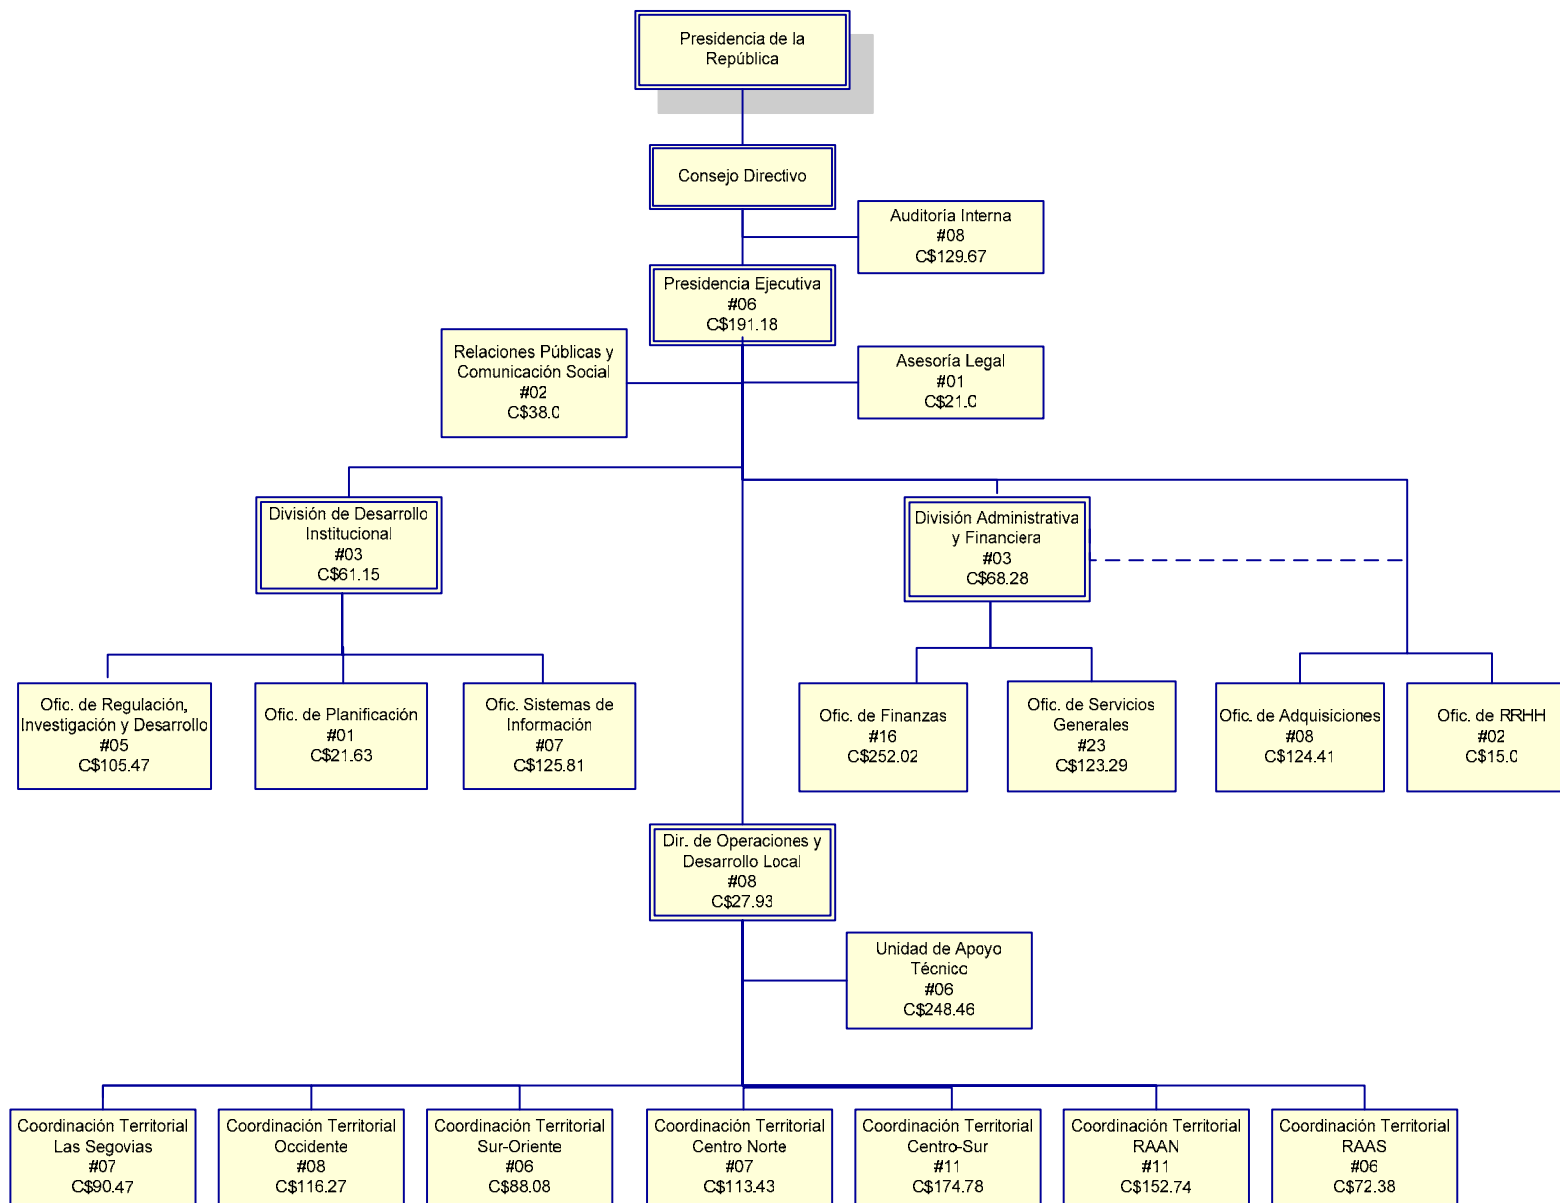 Presidencia de la
República
Consejo Directivo
Auditoría Interna
#08
C$129.67
Presidencia Ejecutiva
#06
C$191.18
Relaciones Públicas y
Comunicación Social
#02
C$38.0
Asesoría Legal
#01
C$21.0
División de Desarrollo
Institucional
#03
C$61.15
División Administrativa
y Financiera
#03
C$68.28
Ofic. de Regulación,
Investigación y Desarrollo
#05
C$105.47
Ofic. de Planificación
#01
C$21.63
Ofic. Sistemas de
Información
#07
C$125.81
Ofic. de Finanzas
#16
C$252.02
Ofic. de Servicios
Generales
#23
C$123.29
Ofic. de Adquisiciones
#08
C$124.41
Ofic. de RRHH
#02
C$15.0
Dir. de Operaciones y
Desarrollo Local
#08
C$27.93
Unidad de Apoyo
Técnico
#06
C$248.46
Coordinación Territorial
Las Segovias
#07
C$90.47
Coordinación Territorial
Occidente
#08
C$116.27
Coordinación Territorial
Sur-Oriente
#06
C$88.08
Coordinación Territorial
Centro Norte
#07
C$113.43
Coordinación Territorial
Centro-Sur
#11
C$174.78
Coordinación Territorial
RAAN
#11
C$152.74
Coordinación Territorial
RAAS
#06
C$72.38